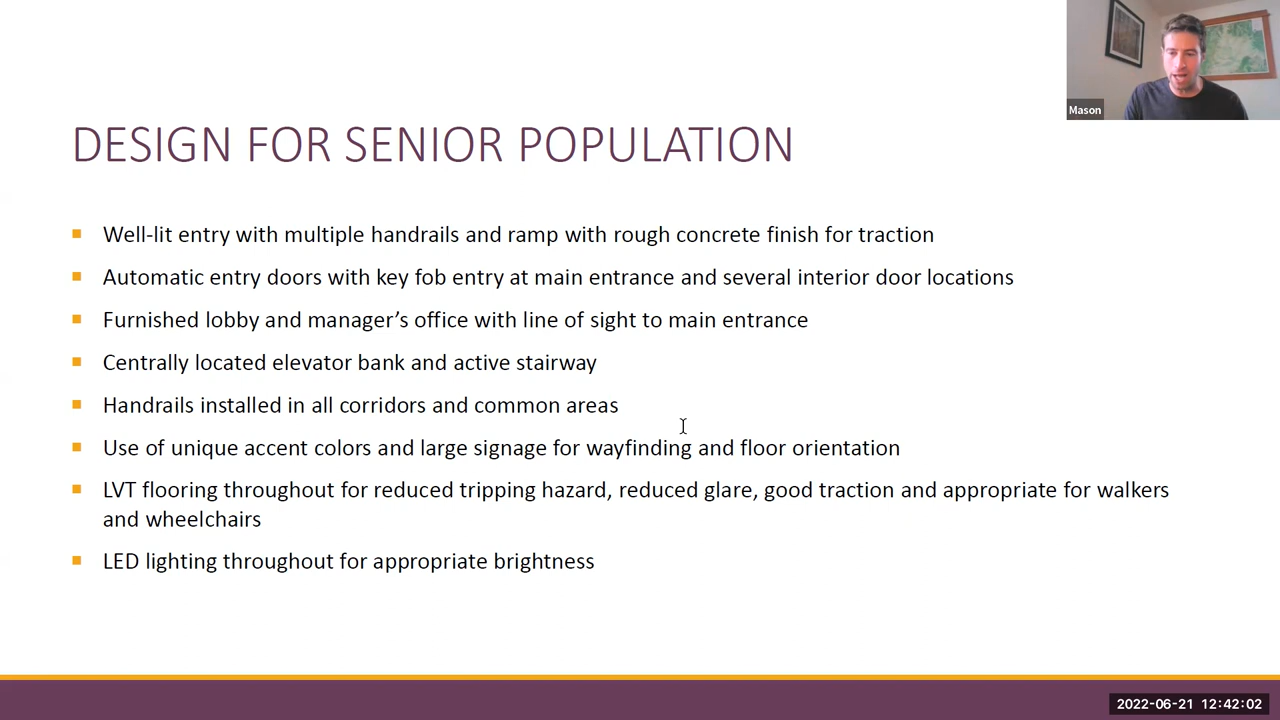 Mason
DESIGN FOR SENIOR POPULATION
Well-lit entry with multiple handrails and ramp with rough concrete finish for traction
Automatic entry doors with key fob entry at main entrance and several interior door locations
Furnished lobby and manager’s office with line of sight to main entrance
Centrally located elevator bank and active stairway
Handrails installed in all corridors and common areas
Use of unique accent colors and large signage for wayfinding and floor orientation
LVT flooring throughout for reduced tripping hazard, reduced glare, good traction and appropriate for walkers
and wheelchairs
LED lighting throughout for appropriate brightness
2022-06-21 12:42:02